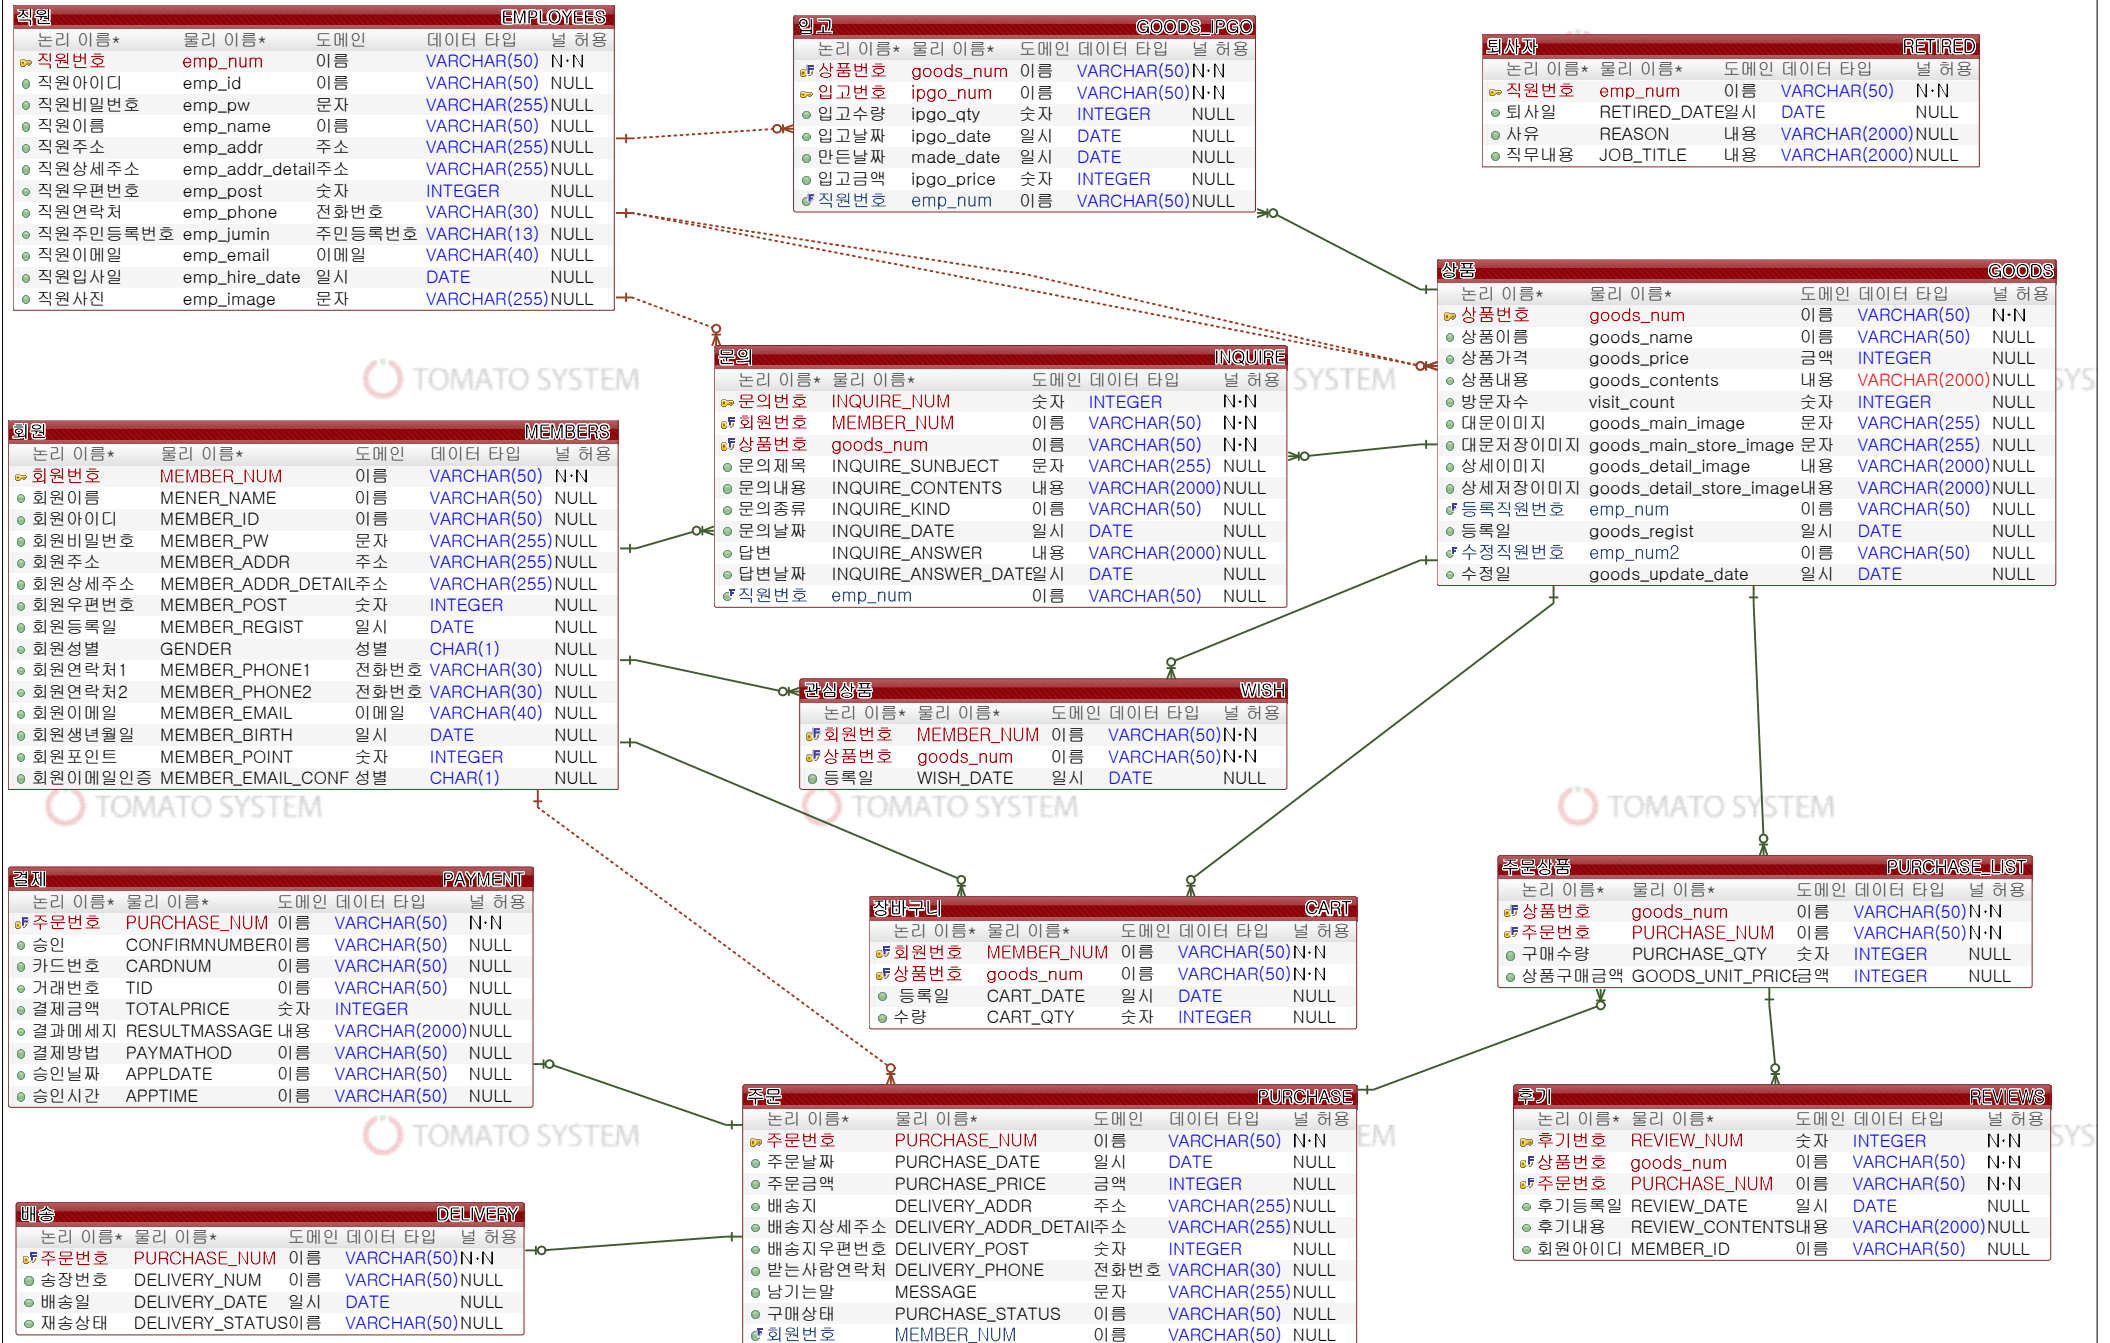 직원 EMPLOYEES
논리 이름* 물리 이름* 도메인 데이터 타입 널 허용
직원번호 emp_num 이름 VARCHAR(50) N·N
직원아이디 emp_id 이름 VARCHAR(50) NULL
직원비밀번호 emp_pw 문자 VARCHAR(255) NULL
직원이름 emp_name 이름 VARCHAR(50) NULL
직원주소 emp_addr 주소 VARCHAR(255) NULL
직원상세주소 emp_addr_detail 주소 VARCHAR(255) NULL
직원우편번호 emp_post 숫자 INTEGER NULL
직원연락처 emp_phone 전화번호 VARCHAR(30) NULL
직원주민등록번호 emp_jumin 주민등록번호 VARCHAR(13) NULL
직원이메일 emp_email 이메일 VARCHAR(40) NULL
직원입사일 emp_hire_date 일시 DATE NULL
직원사진 emp_image 문자 VARCHAR(255) NULL
입고 GOODS_IPGO
논리 이름* 물리 이름* 도메인 데이터 타입 널 허용
상품번호 goods_num 이름 VARCHAR(50) N·N
입고번호 ipgo_num 이름 VARCHAR(50) N·N
입고수량 ipgo_qty 숫자 INTEGER NULL
입고날짜 ipgo_date 일시 DATE NULL
만든날짜 made_date 일시 DATE NULL
입고금액 ipgo_price 숫자 INTEGER NULL
직원번호 emp_num 이름 VARCHAR(50) NULL
퇴사자 RETIRED
논리 이름* 물리 이름* 도메인 데이터 타입 널 허용
직원번호 emp_num 이름 VARCHAR(50) N·N
퇴사일 RETIRED_DATE 일시 DATE NULL
사유 REASON 내용 VARCHAR(2000) NULL
직무내용 JOB_TITLE 내용 VARCHAR(2000) NULL
상품 GOODS
논리 이름* 물리 이름* 도메인 데이터 타입 널 허용
상품번호 goods_num 이름 VARCHAR(50) N·N
상품이름 goods_name 이름 VARCHAR(50) NULL
상품가격 goods_price 금액 INTEGER NULL
상품내용 goods_contents 내용 VARCHAR(2000) NULL
방문자수 visit_count 숫자 INTEGER NULL
대문이미지 goods_main_image 문자 VARCHAR(255) NULL
대문저장이미지 goods_main_store_image 문자 VARCHAR(255) NULL
상세이미지 goods_detail_image 내용 VARCHAR(2000) NULL
상세저장이미지 goods_detail_store_image 내용 VARCHAR(2000) NULL
등록직원번호 emp_num 이름 VARCHAR(50) NULL
등록일 goods_regist 일시 DATE NULL
수정직원번호 emp_num2 이름 VARCHAR(50) NULL
수정일 goods_update_date 일시 DATE NULL
문의 INQUIRE
논리 이름* 물리 이름* 도메인 데이터 타입 널 허용
문의번호 INQUIRE_NUM 숫자 INTEGER N·N
회원번호 MEMBER_NUM 이름 VARCHAR(50) N·N
상품번호 goods_num 이름 VARCHAR(50) N·N
문의제목 INQUIRE_SUNBJECT 문자 VARCHAR(255) NULL
문의내용 INQUIRE_CONTENTS 내용 VARCHAR(2000) NULL
문의종류 INQUIRE_KIND 이름 VARCHAR(50) NULL
문의날짜 INQUIRE_DATE 일시 DATE NULL
답변 INQUIRE_ANSWER 내용 VARCHAR(2000) NULL
답변날짜 INQUIRE_ANSWER_DATE 일시 DATE NULL
직원번호 emp_num 이름 VARCHAR(50) NULL
TOMATO SYSTEM
SYSTEM
SYS
회원 MEMBERS
논리 이름* 물리 이름* 도메인 데이터 타입 널 허용
회원번호 MEMBER_NUM 이름 VARCHAR(50) N·N
회원이름 MENER_NAME 이름 VARCHAR(50) NULL
회원아이디 MEMBER_ID 이름 VARCHAR(50) NULL
회원비밀번호 MEMBER_PW 문자 VARCHAR(255) NULL
회원주소 MEMBER_ADDR 주소 VARCHAR(255) NULL
회원상세주소 MEMBER_ADDR_DETAIL 주소 VARCHAR(255) NULL
회원우편번호 MEMBER_POST 숫자 INTEGER NULL
회원등록일 MEMBER_REGIST 일시 DATE NULL
회원성별 GENDER 성별 CHAR(1) NULL
회원연락처1 MEMBER_PHONE1 전화번호 VARCHAR(30) NULL
회원연락처2 MEMBER_PHONE2 전화번호 VARCHAR(30) NULL
회원이메일 MEMBER_EMAIL 이메일 VARCHAR(40) NULL
회원생년월일 MEMBER_BIRTH 일시 DATE NULL
회원포인트 MEMBER_POINT 숫자 INTEGER NULL
회원이메일인증 MEMBER_EMAIL_CONF 성별 CHAR(1) NULL
관심상품 WISH
논리 이름* 물리 이름* 도메인 데이터 타입 널 허용
회원번호 MEMBER_NUM 이름 VARCHAR(50) N·N
상품번호 goods_num 이름 VARCHAR(50) N·N
등록일 WISH_DATE 일시 DATE NULL
TOMATO SYSTEM
TOMATO SYSTEM
TOMATO SYSTEM
결제 PAYMENT
논리 이름* 물리 이름* 도메인 데이터 타입 널 허용
주문번호 PURCHASE_NUM 이름 VARCHAR(50) N·N
승인 CONFIRMNUMBER 이름 VARCHAR(50) NULL
카드번호 CARDNUM 이름 VARCHAR(50) NULL
거래번호 TID 이름 VARCHAR(50) NULL
결제금액 TOTALPRICE 숫자 INTEGER NULL
결과메세지 RESULTMASSAGE 내용 VARCHAR(2000) NULL
결제방법 PAYMATHOD 이름 VARCHAR(50) NULL
승인닐짜 APPLDATE 이름 VARCHAR(50) NULL
승인시간 APPTIME 이름 VARCHAR(50) NULL
장바구니 CART
논리 이름* 물리 이름* 도메인 데이터 타입 널 허용
회원번호 MEMBER_NUM 이름 VARCHAR(50) N·N
상품번호 goods_num 이름 VARCHAR(50) N·N
등록일 CART_DATE 일시 DATE NULL
수량 CART_QTY 숫자 INTEGER NULL
주문상품 PURCHASE_LIST
논리 이름* 물리 이름* 도메인 데이터 타입 널 허용
상품번호 goods_num 이름 VARCHAR(50) N·N
주문번호 PURCHASE_NUM 이름 VARCHAR(50) N·N
구매수량 PURCHASE_QTY 숫자 INTEGER NULL
상품구매금액 GOODS_UNIT_PRICE 금액 INTEGER NULL
TOMATO SYSTEM
EM
SYS
배송 DELIVERY
논리 이름* 물리 이름* 도메인 데이터 타입 널 허용
주문번호 PURCHASE_NUM 이름 VARCHAR(50) N·N
송장번호 DELIVERY_NUM 이름 VARCHAR(50) NULL
배송일 DELIVERY_DATE 일시 DATE NULL
재송상태 DELIVERY_STATUS 이름 VARCHAR(50) NULL
주문 PURCHASE
논리 이름* 물리 이름* 도메인 데이터 타입 널 허용
주문번호 PURCHASE_NUM 이름 VARCHAR(50) N·N
주문날짜 PURCHASE_DATE 일시 DATE NULL
주문금액 PURCHASE_PRICE 금액 INTEGER NULL
배송지 DELIVERY_ADDR 주소 VARCHAR(255) NULL
배송지상세주소 DELIVERY_ADDR_DETAIL 주소 VARCHAR(255) NULL
배송지우편번호 DELIVERY_POST 숫자 INTEGER NULL
받는사람연락처 DELIVERY_PHONE 전화번호 VARCHAR(30) NULL
남기는말 MESSAGE 문자 VARCHAR(255) NULL
구매상태 PURCHASE_STATUS 이름 VARCHAR(50) NULL
회원번호 MEMBER_NUM 이름 VARCHAR(50) NULL
후기 REVIEWS
논리 이름* 물리 이름* 도메인 데이터 타입 널 허용
후기번호 REVIEW_NUM 숫자 INTEGER N·N
상품번호 goods_num 이름 VARCHAR(50) N·N
주문번호 PURCHASE_NUM 이름 VARCHAR(50) N·N
후기등록일 REVIEW_DATE 일시 DATE NULL
후기내용 REVIEW_CONTENTS 내용 VARCHAR(2000) NULL
회원아이디 MEMBER_ID 이름 VARCHAR(50) NULL